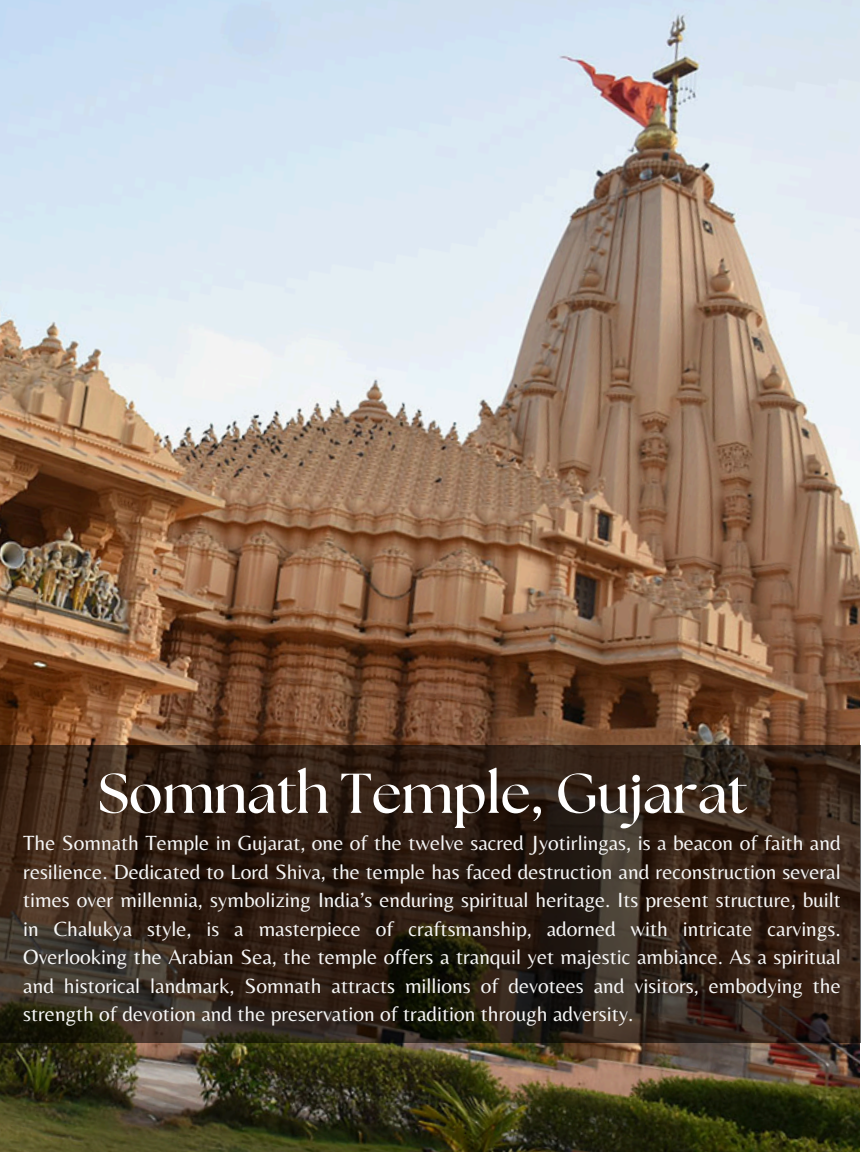 Somnath Temple, Gujarat
The Somnath Temple in Gujarat, one of the twelve sacred Jyotirlingas, is a beacon of faith and
resilience. Dedicated to Lord Shiva, the temple has faced destruction and reconstruction several
times over millennia, symbolizing India's enduring spiritual heritage. Its present structure, built
in Chalukya style, is a masterpiece of craftsmanship, adorned with intricate carvings.
Overlooking the Arabian Sea, the temple offers a tranquil yet majestic ambiance. As a spiritual
and historical landmark, Somnath attracts millions of devotees and visitors, embodying the
strength of devotion and the preservation of tradition through adversity.